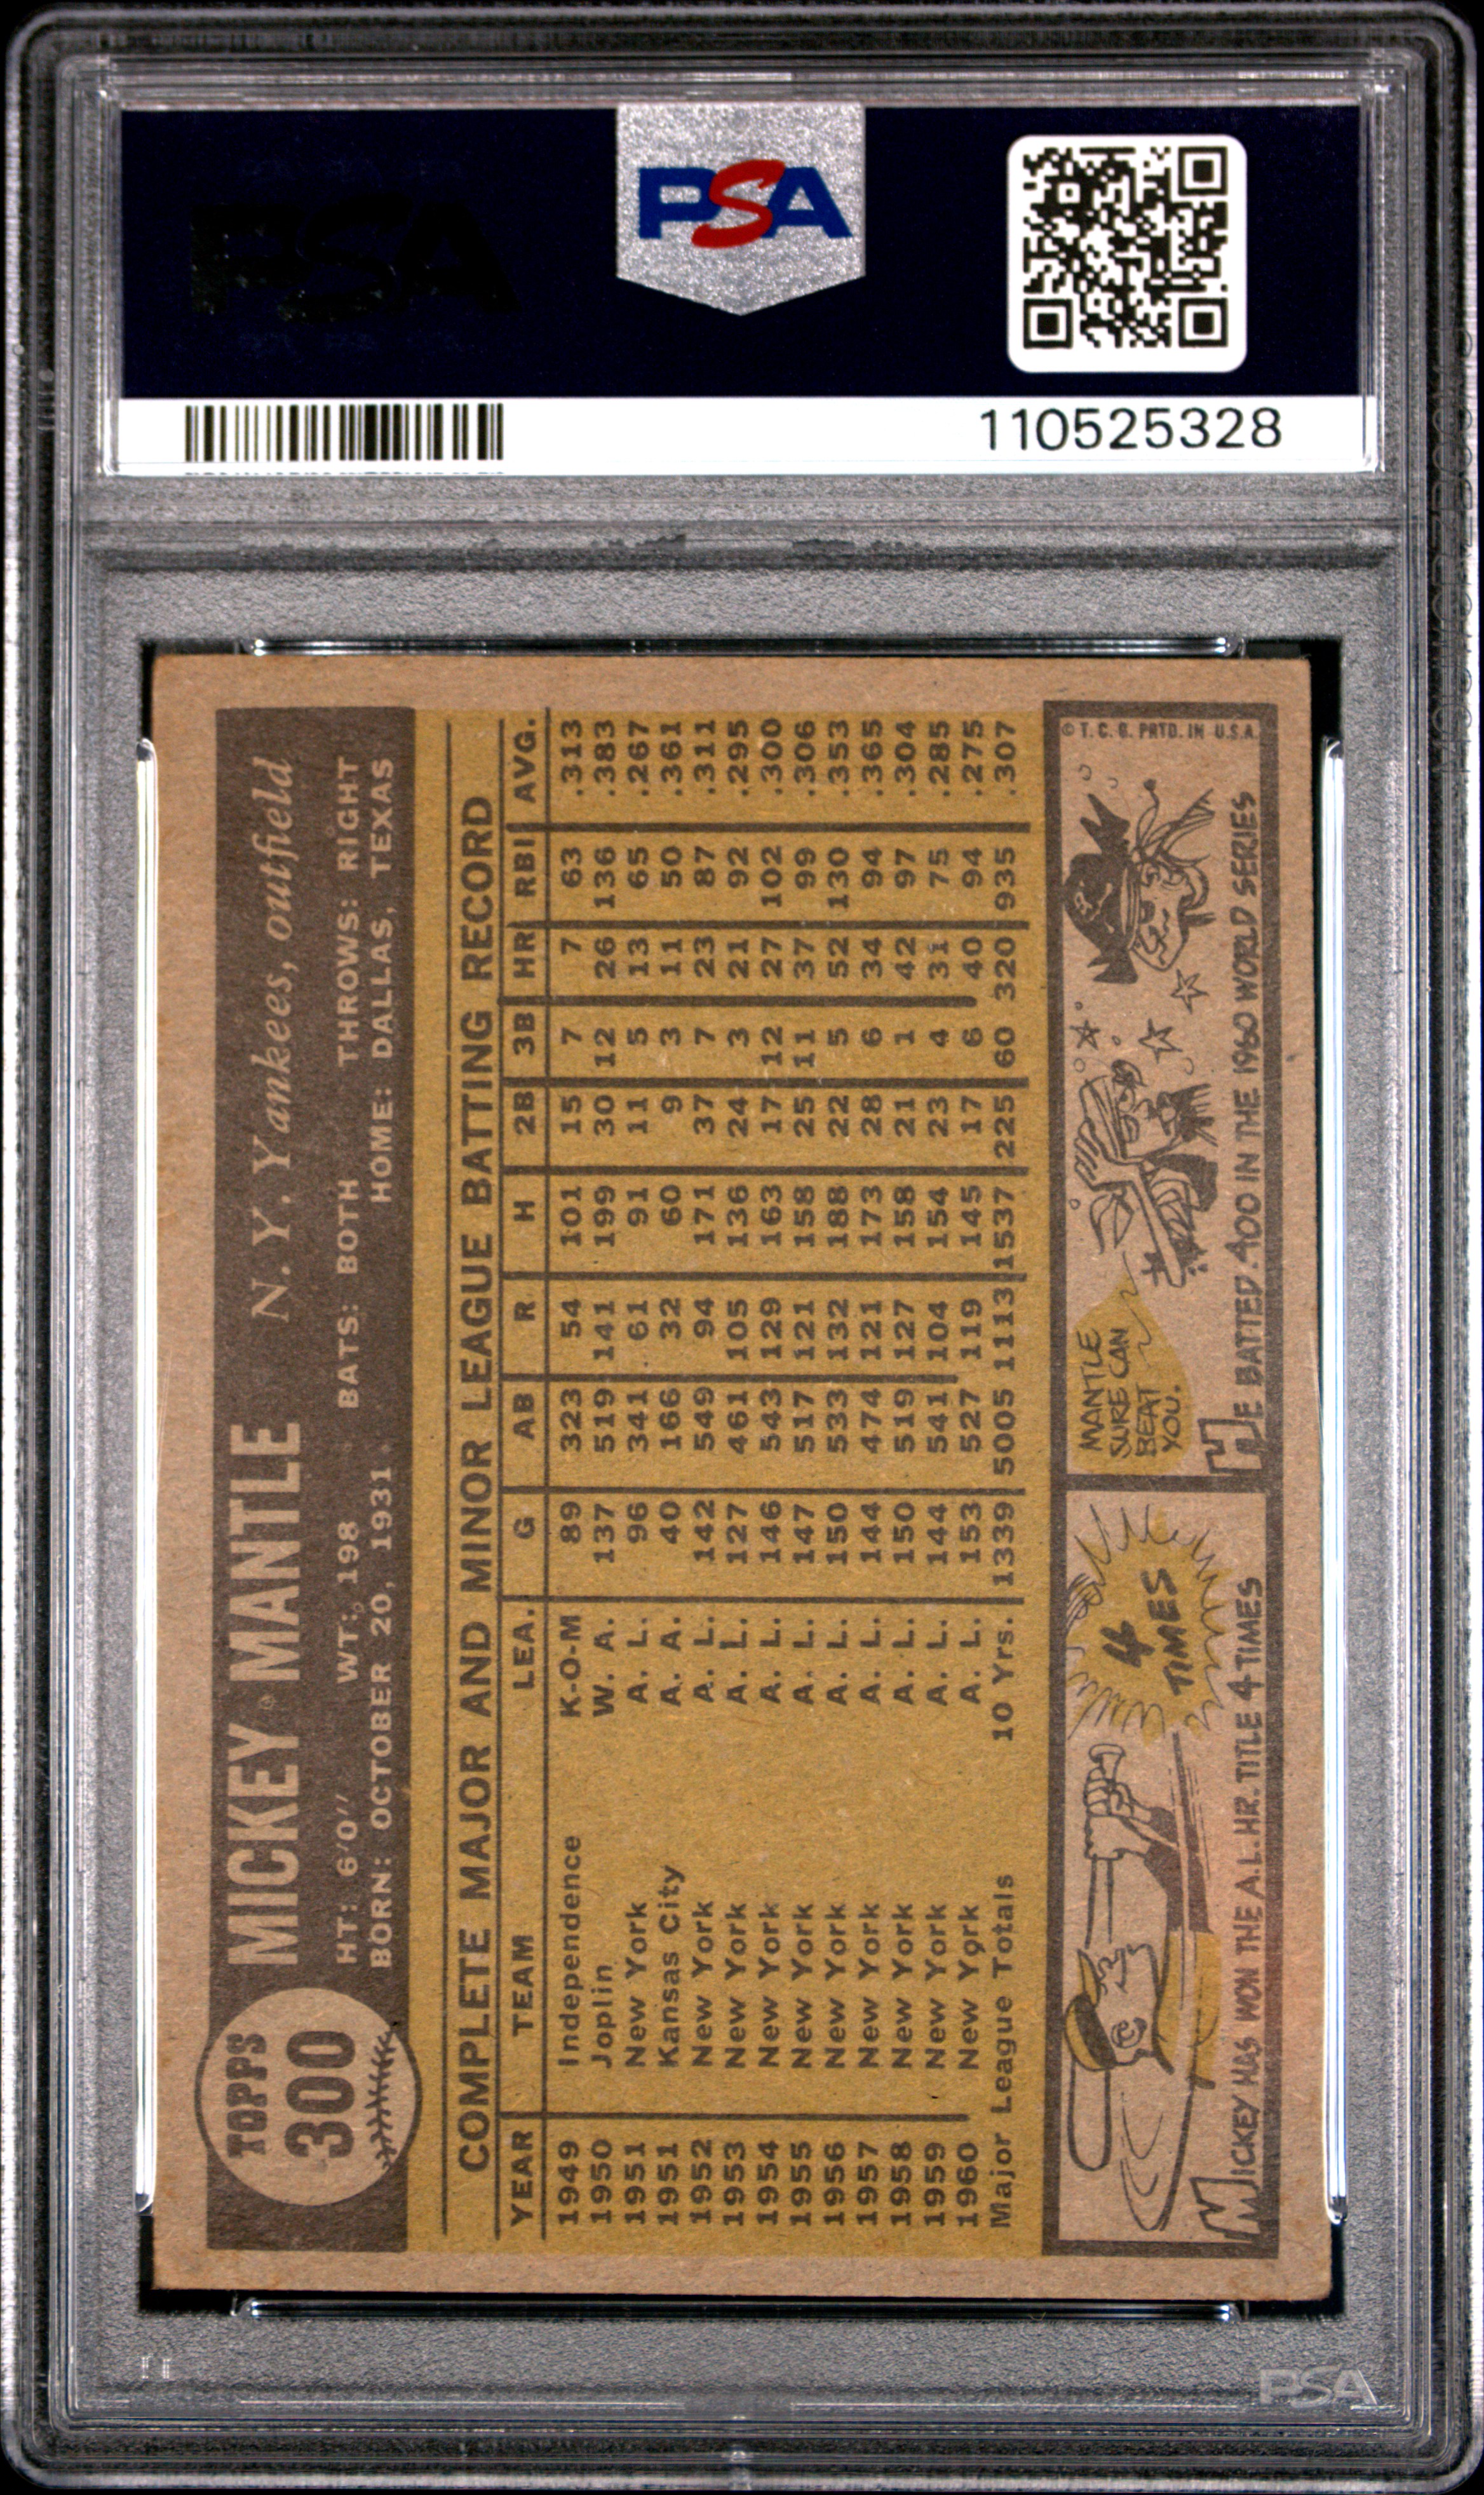 PSA
PSA
110525328
TOPPS
300
MICKEY MANTLE N. Y. Yankees, outfield
HT: 6'0" WT: 198 BATS: BOTH THROWS: RIGHT
BORN: OCTOBER 20, 1931 HOME: DALLAS, TEXAS
COMPLETE MAJOR AND MINOR LEAGUE BATTING RECORD
YEAR TEAM LEA. G AB R H 2B 3B HR RBI AVG.
1949 Independence K-O-M 89 323 54 101 15 7 7 63 .313
1950 Joplin W. A. 137 519 141 199 30 12 26 136 .383
1951 New York A. L. 96 341 61 91 11 5 13 65 .267
1951 Kansas City A. A. 40 166 32 60 9 3 11 50 .361
1952 New York A. L. 142 549 94 171 37 7 23 87 .311
1953 New York A. L. 127 461 105 136 24 3 21 92 .295
1954 New York A. L. 146 543 129 163 17 12 27 102 .300
1955 New York A. L. 147 517 121 158 25 11 37 99 .306
1956 New York A. L. 150 533 132 188 22 5 52 130 .353
1957 New York A. L. 144 474 121 173 28 6 34 94 .365
1958 New York A. L. 150 519 127 158 21 1 42 97 .304
1959 New York A. L. 144 541 104 154 23 4 31 75 .285
1960 New York A. L. 153 527 119 145 17 6 40 94 .275
Major League Totals 10 Yrs. 1339 5005 1113 1537 225 60 320 935 .307
4
TIMES
MICKEY HAS WON THE A.L. HR. TITLE 4 TIMES
MANTLE
SURE CAN
BEAT
YOU.
HE BATTED .400 IN THE 1960 WORLD SERIES
© T. C. G. PRTD. IN U.S.A.
PSA